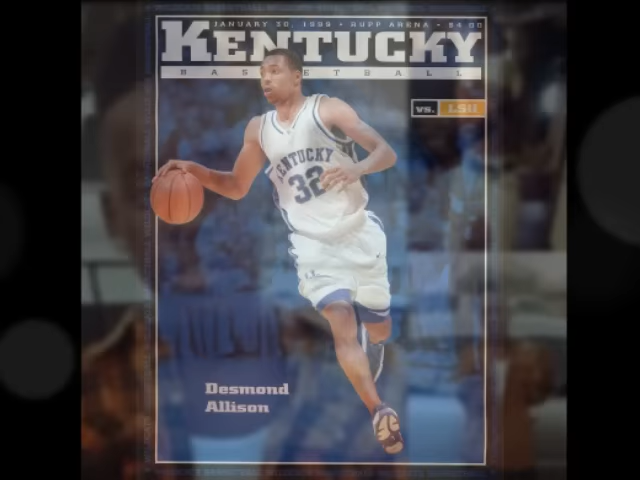 JANUARY 30, 1999 • RUPP ARENA • $4.00
KENTUCKY
BASKETBALL
vs. LSU
KENTUCKY
32
Desmond
Allison